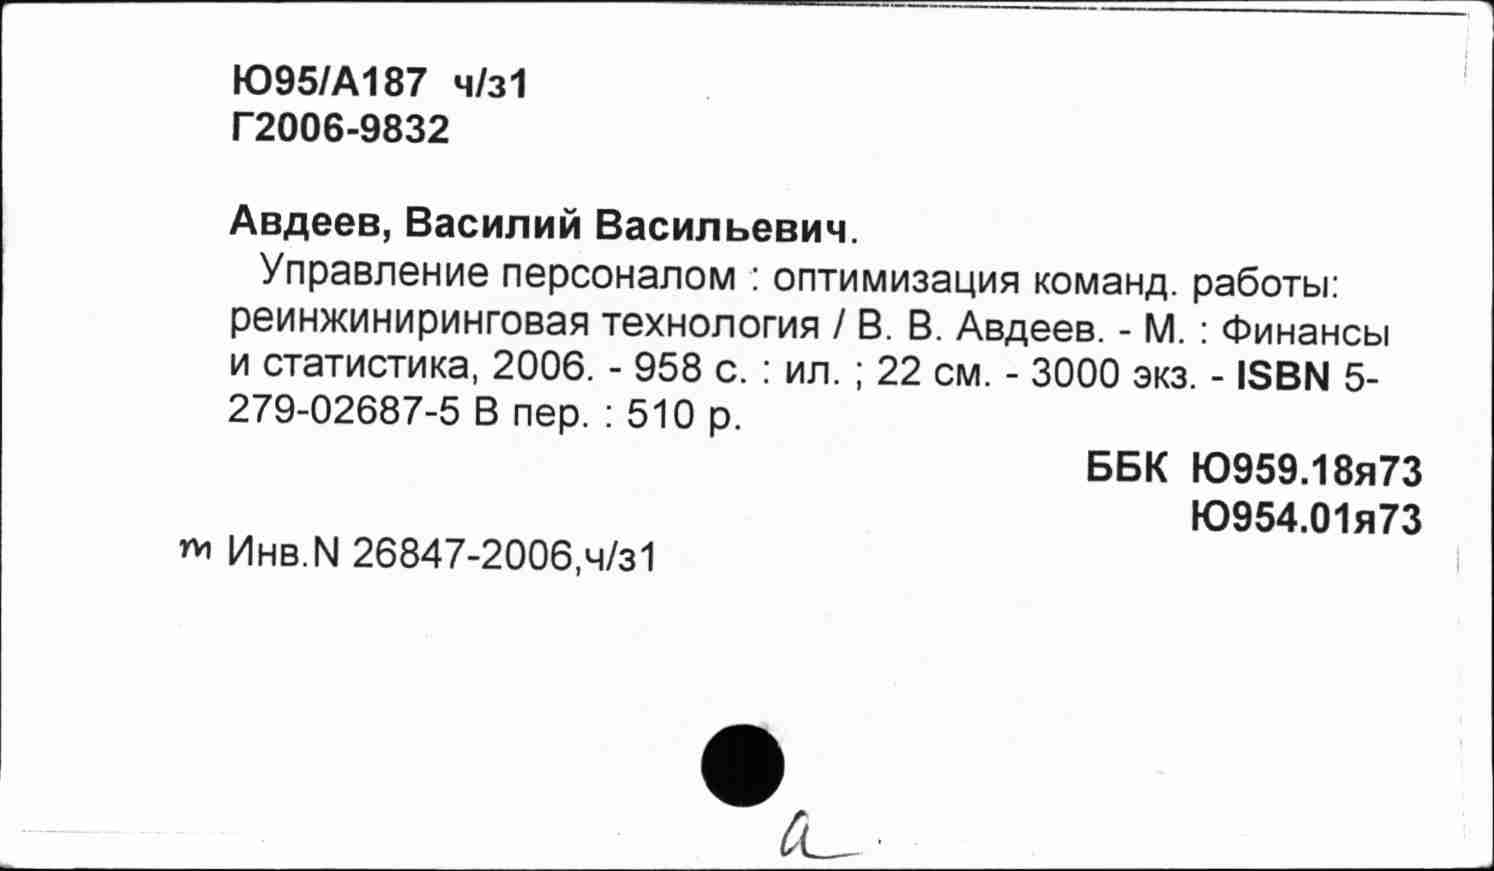 Ю95/А187 ч/з1
Г2006-9832
Авдеев, Василий Васильевич.
Управление персоналом : оптимизация команд. работы:
реинжиниринговая технология / В. В. Авдеев. - М. : Финансы
и статистика, 2006. - 958 с. : ил. ; 22 см. - 3000 экз. - ISBN 5-
279-02687-5 В пер. : 510 р.
ББК Ю959.18я73
Ю954.01я73
т Инв.N 26847-2006,ч/з1
а